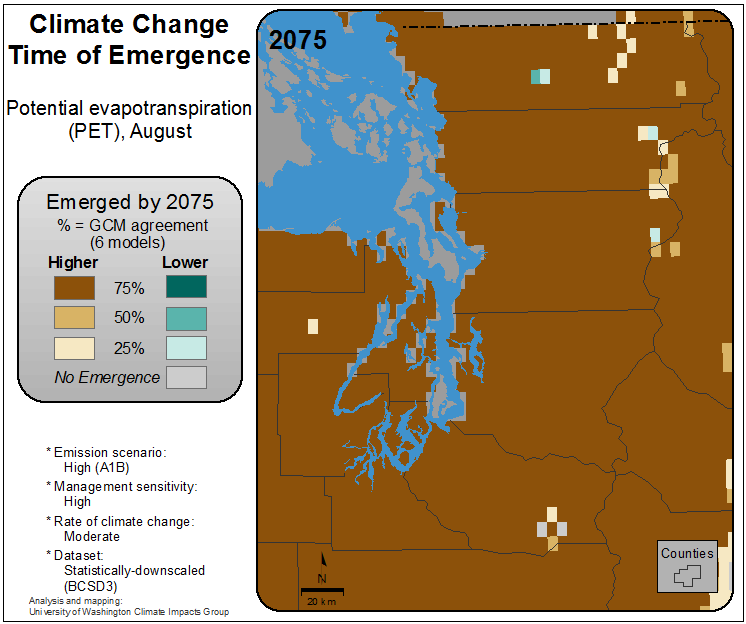 Climate Change
Time of Emergence
Potential evapotranspiration
(PET), August
Emerged by 2075
% = GCM agreement
(6 models)
Higher Lower
75%
50%
25%
No Emergence
* Emission scenario:
High (A1B)
* Management sensitivity:
High
* Rate of climate change:
Moderate
* Dataset:
Statistically-downscaled
(BCSD3)
Analysis and mapping:
University of Washington Climate Impacts Group
2075
N
20 km
Counties